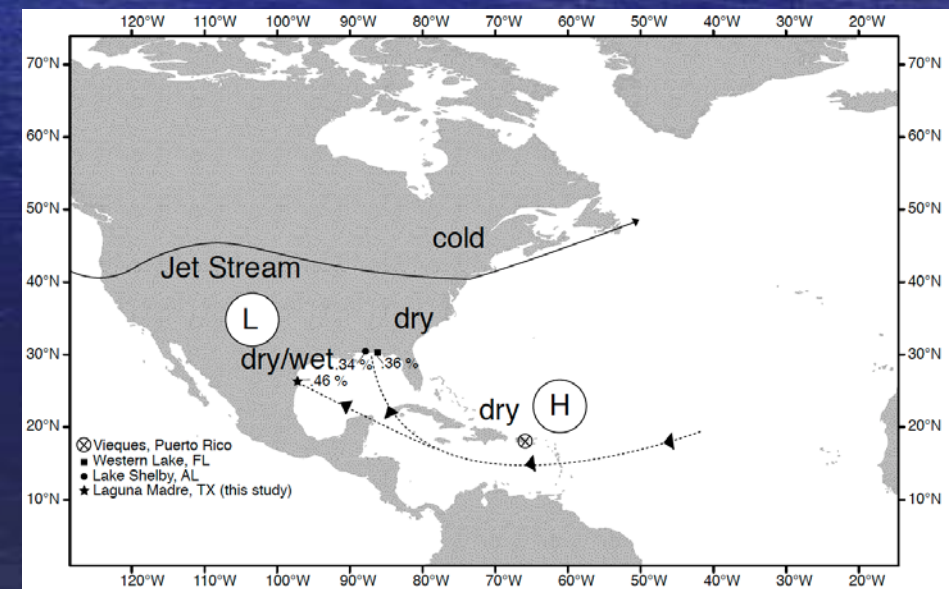 120°W 110°W 100°W 90°W 80°W 70°W 60°W 50°W 40°W 30°W 20°W
70°N 70°N
60°N 60°N
50°N 50°N
cold
Jet Stream
40°N 40°N
L
dry
30°N 30°N
dry/wet .34 % .36 %
.46 %
dry H
20°N 20°N
Vieques, Puerto Rico
Western Lake, FL
Lake Shelby, AL
Laguna Madre, TX (this study)
10°N 10°N
120°W 110°W 100°W 90°W 80°W 70°W 60°W 50°W 40°W 30°W 20°W